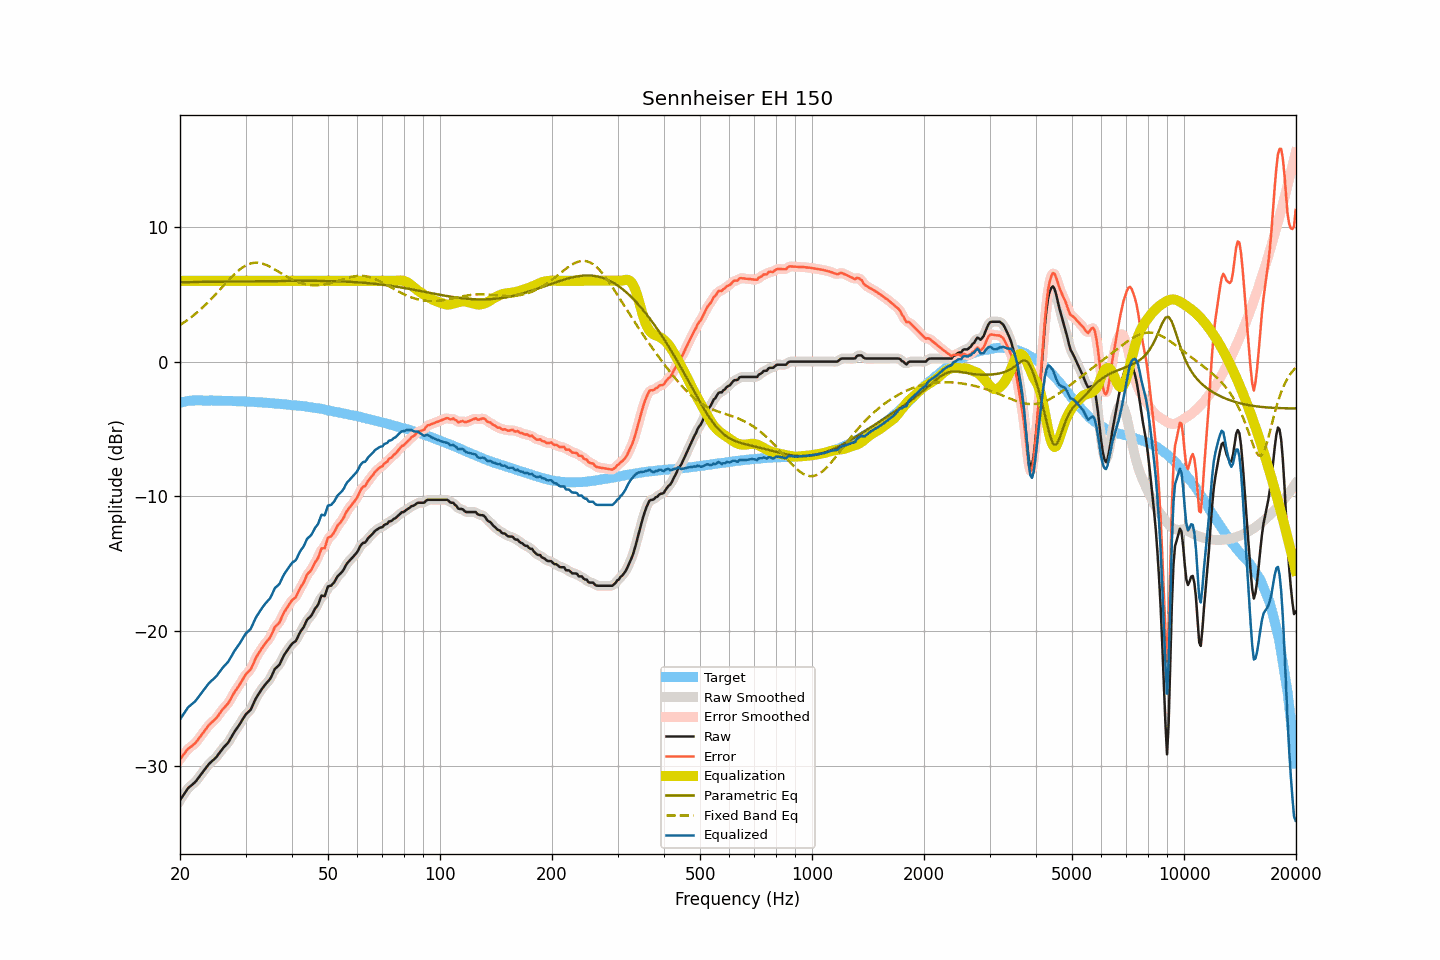 Sennheiser EH 150
Amplitude (dBr)
10
0
−10
−20
−30
Target
Raw Smoothed
Error Smoothed
Raw
Error
Equalization
Parametric Eq
Fixed Band Eq
Equalized
20 50 100 200 500 1000 2000 5000 10000 20000
Frequency (Hz)